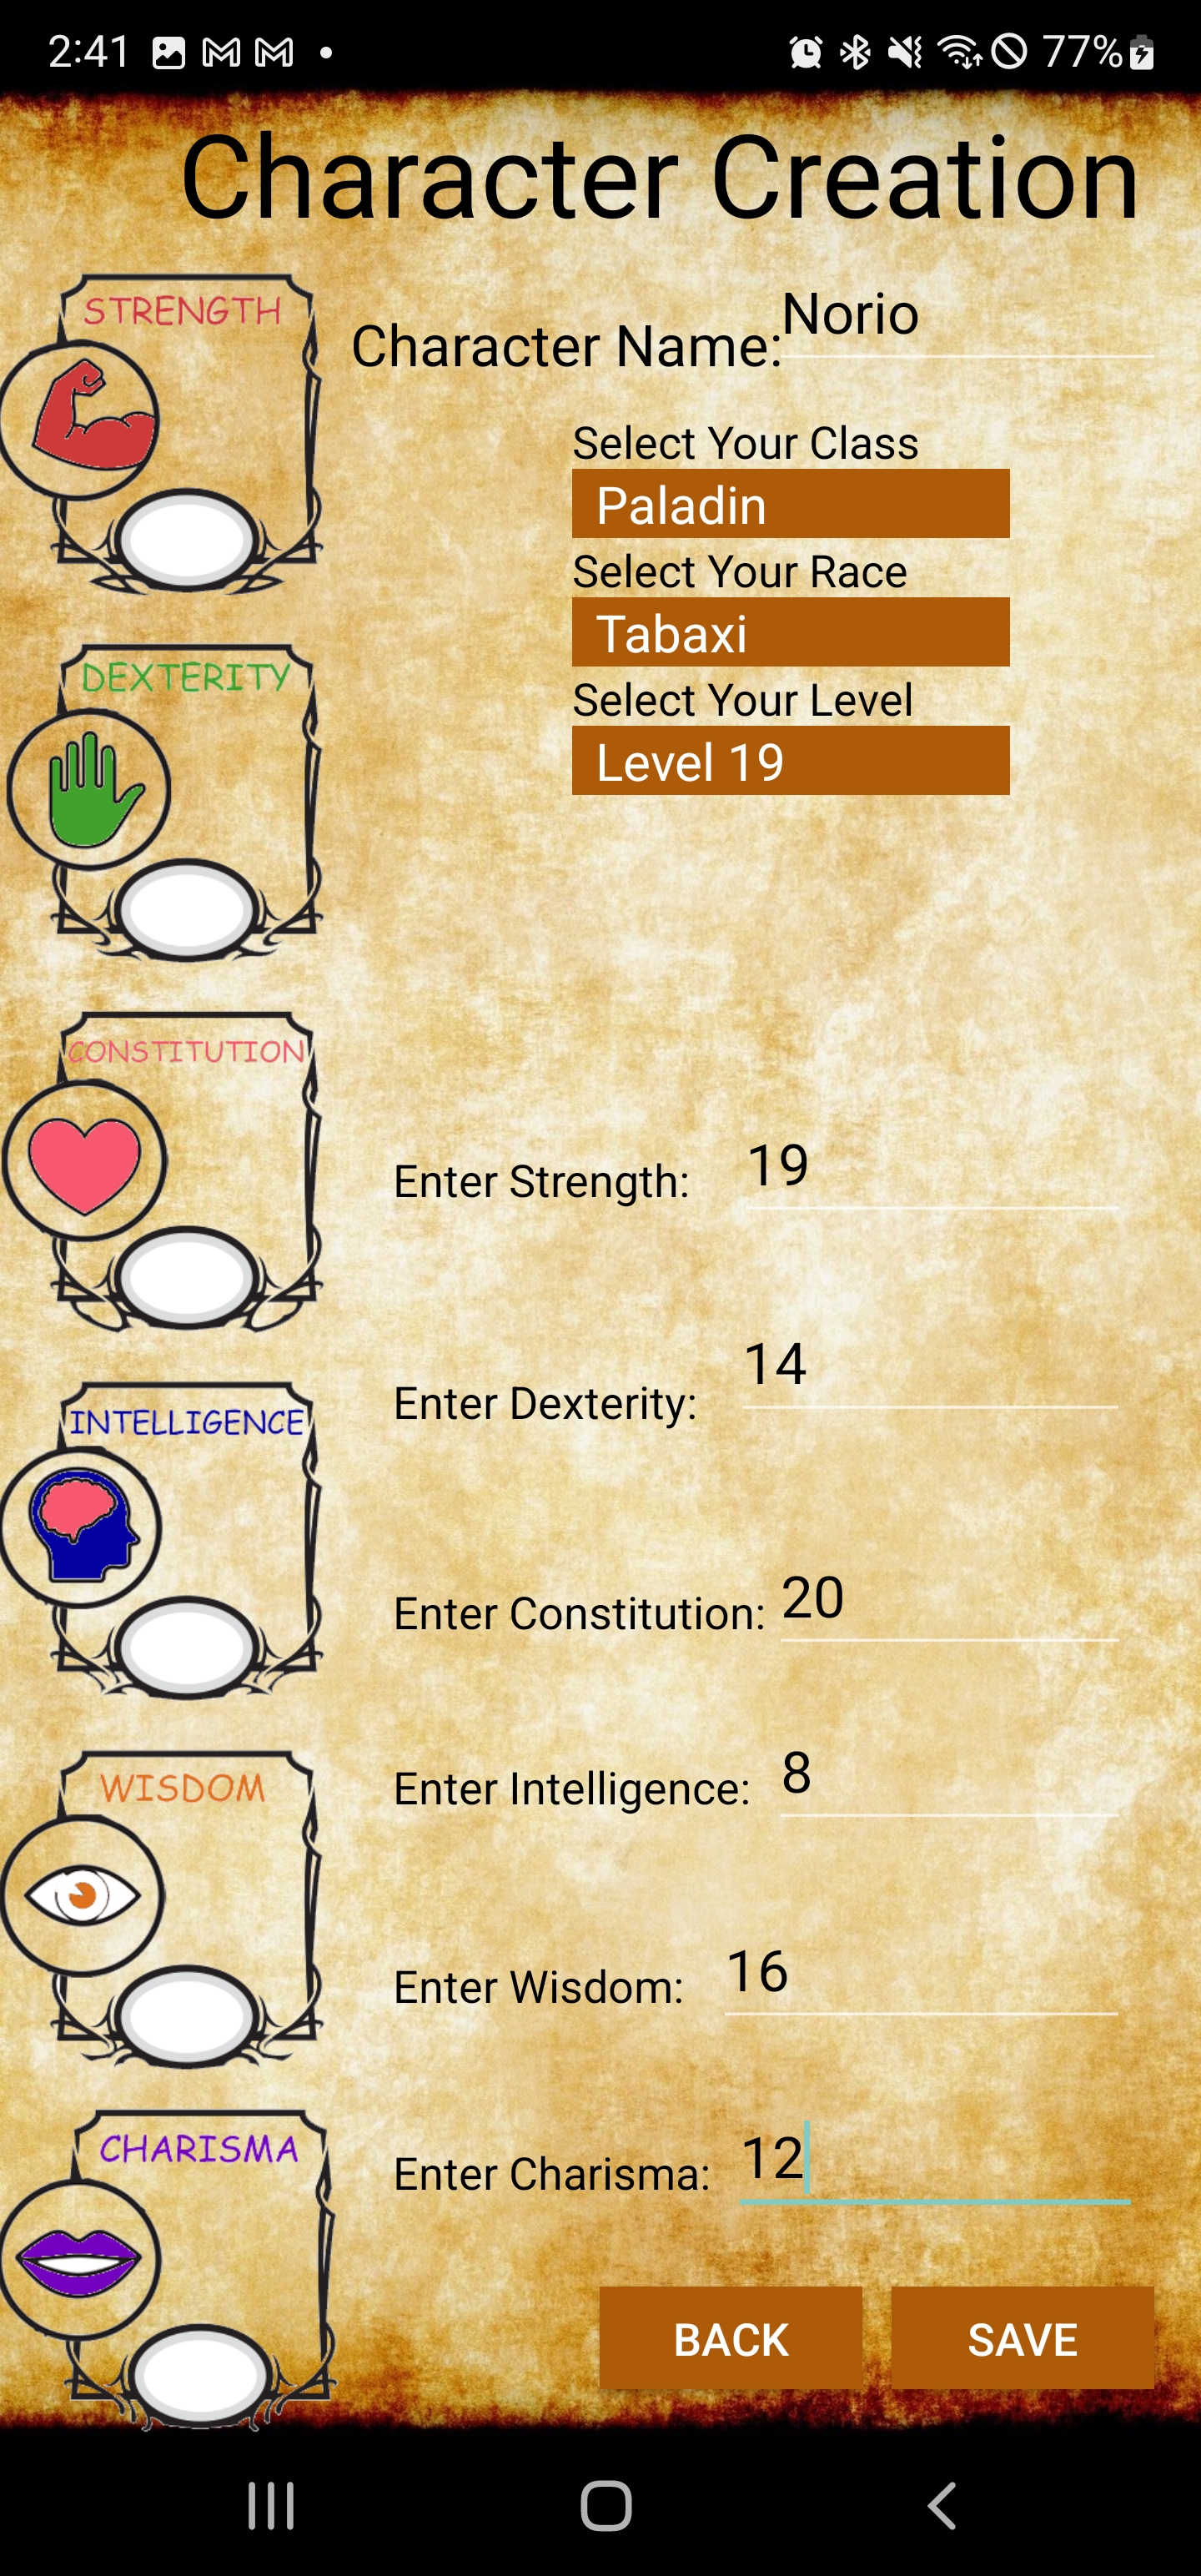 2:41
77%
Character Creation
STRENGTH
Character Name: Norio
Select Your Class
Paladin
Select Your Race
Tabaxi
DEXTERITY
Select Your Level
Level 19
CONSTITUTION
Enter Strength: 19
Enter Dexterity: 14
INTELLIGENCE
Enter Constitution: 20
WISDOM
Enter Intelligence: 8
Enter Wisdom: 16
CHARISMA
Enter Charisma: 12
BACK
SAVE